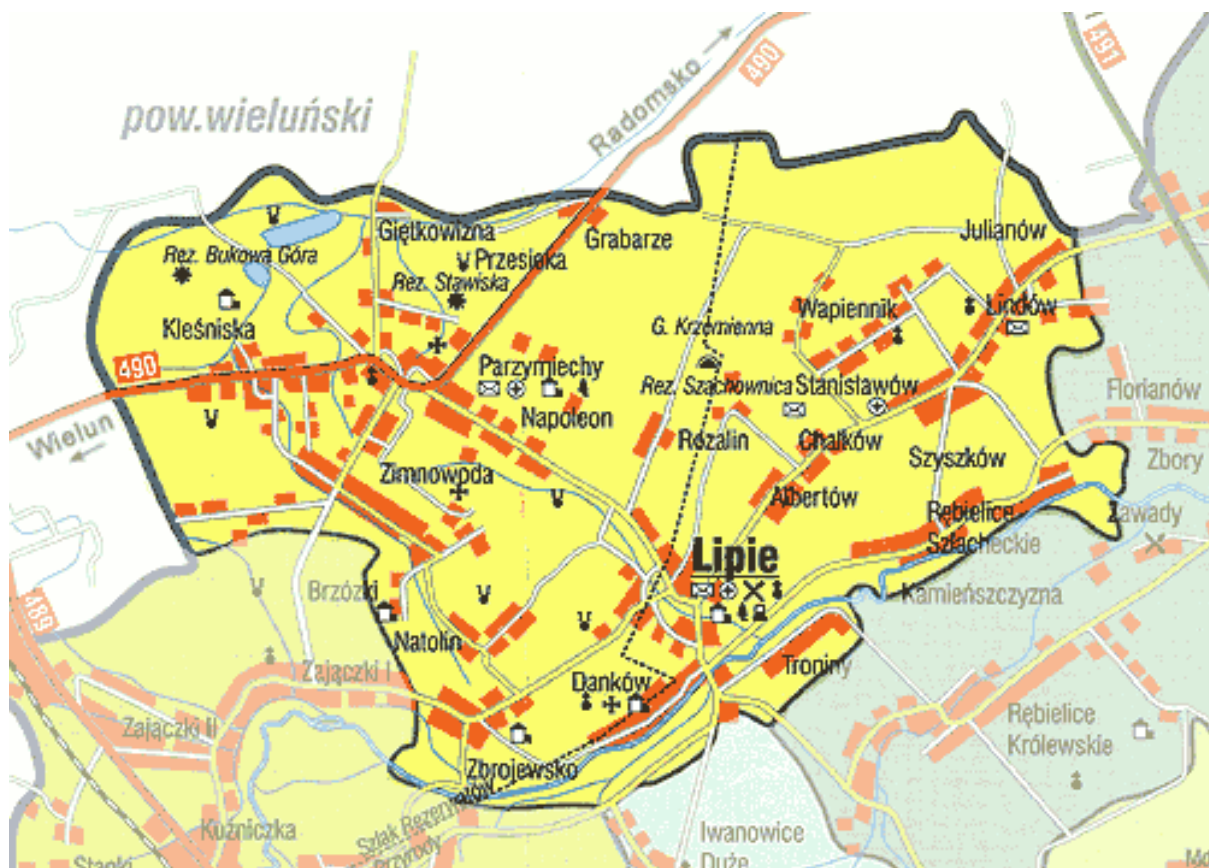 491
490
Radomsko
pow.wieluński
Giętkowizna
Grabarze
Julianów
Rez. Bukowa Góra
Przesieka
Rez. Stawiska
Wapiennik
Lindów
Kleśniska
G. Krzemienna
490
Parzymiechy
Rez. Szachownica
Stanisławów
Florianów
Napoleon
Wielun
Rozalin
Chałków
Szyszków
Zbory
Zimnowoda
Albertów
Rębielice
Szlacheckie
Zawady
Lipie
Brzózki
Kamieńszczyzna
489
Natolin
Zajączki I
Troniny
Danków
Zajączki II
Rębielice
Królewskie
Zbrojewsko
Kuźniczka
Szlak Rezerw
Przyrody
Iwanowice
Duże